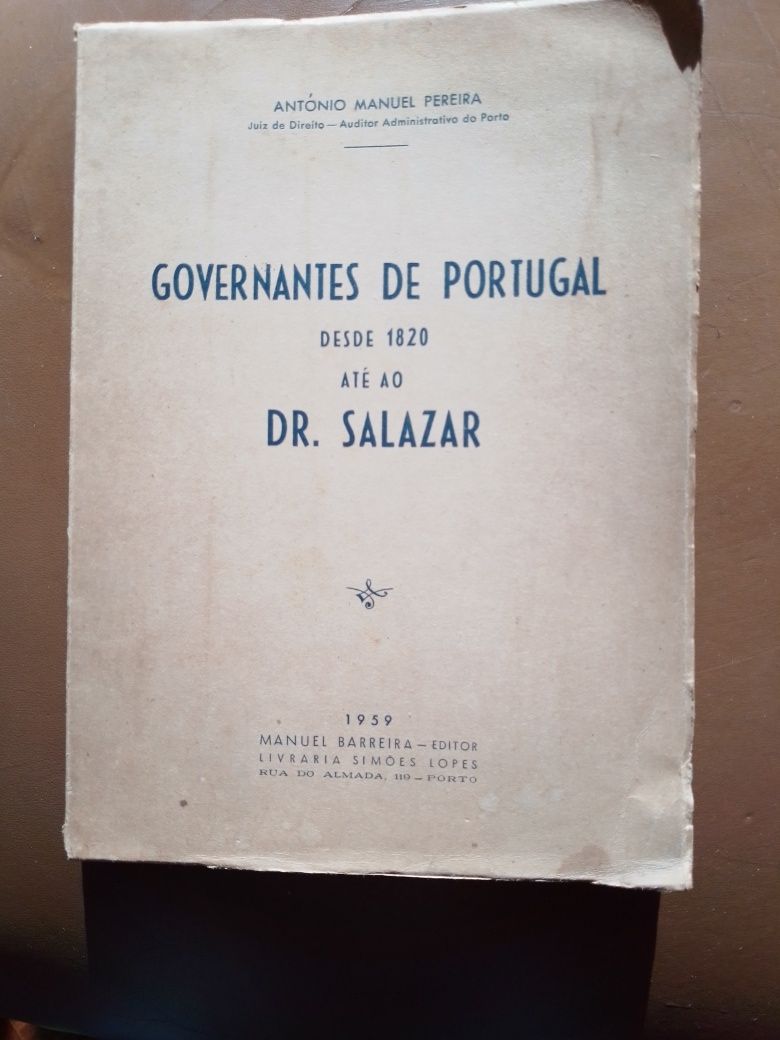 ANTÓNIO MANUEL PEREIRA
Juiz de Direito — Auditor Administrativo do Porto
GOVERNANTES DE PORTUGAL
DESDE 1820
ATÉ AO
DR. SALAZAR
1959
MANUEL BARREIRA — EDITOR
LIVRARIA SIMÕES LOPES
RUA DO ALMADA, 119 — PORTO